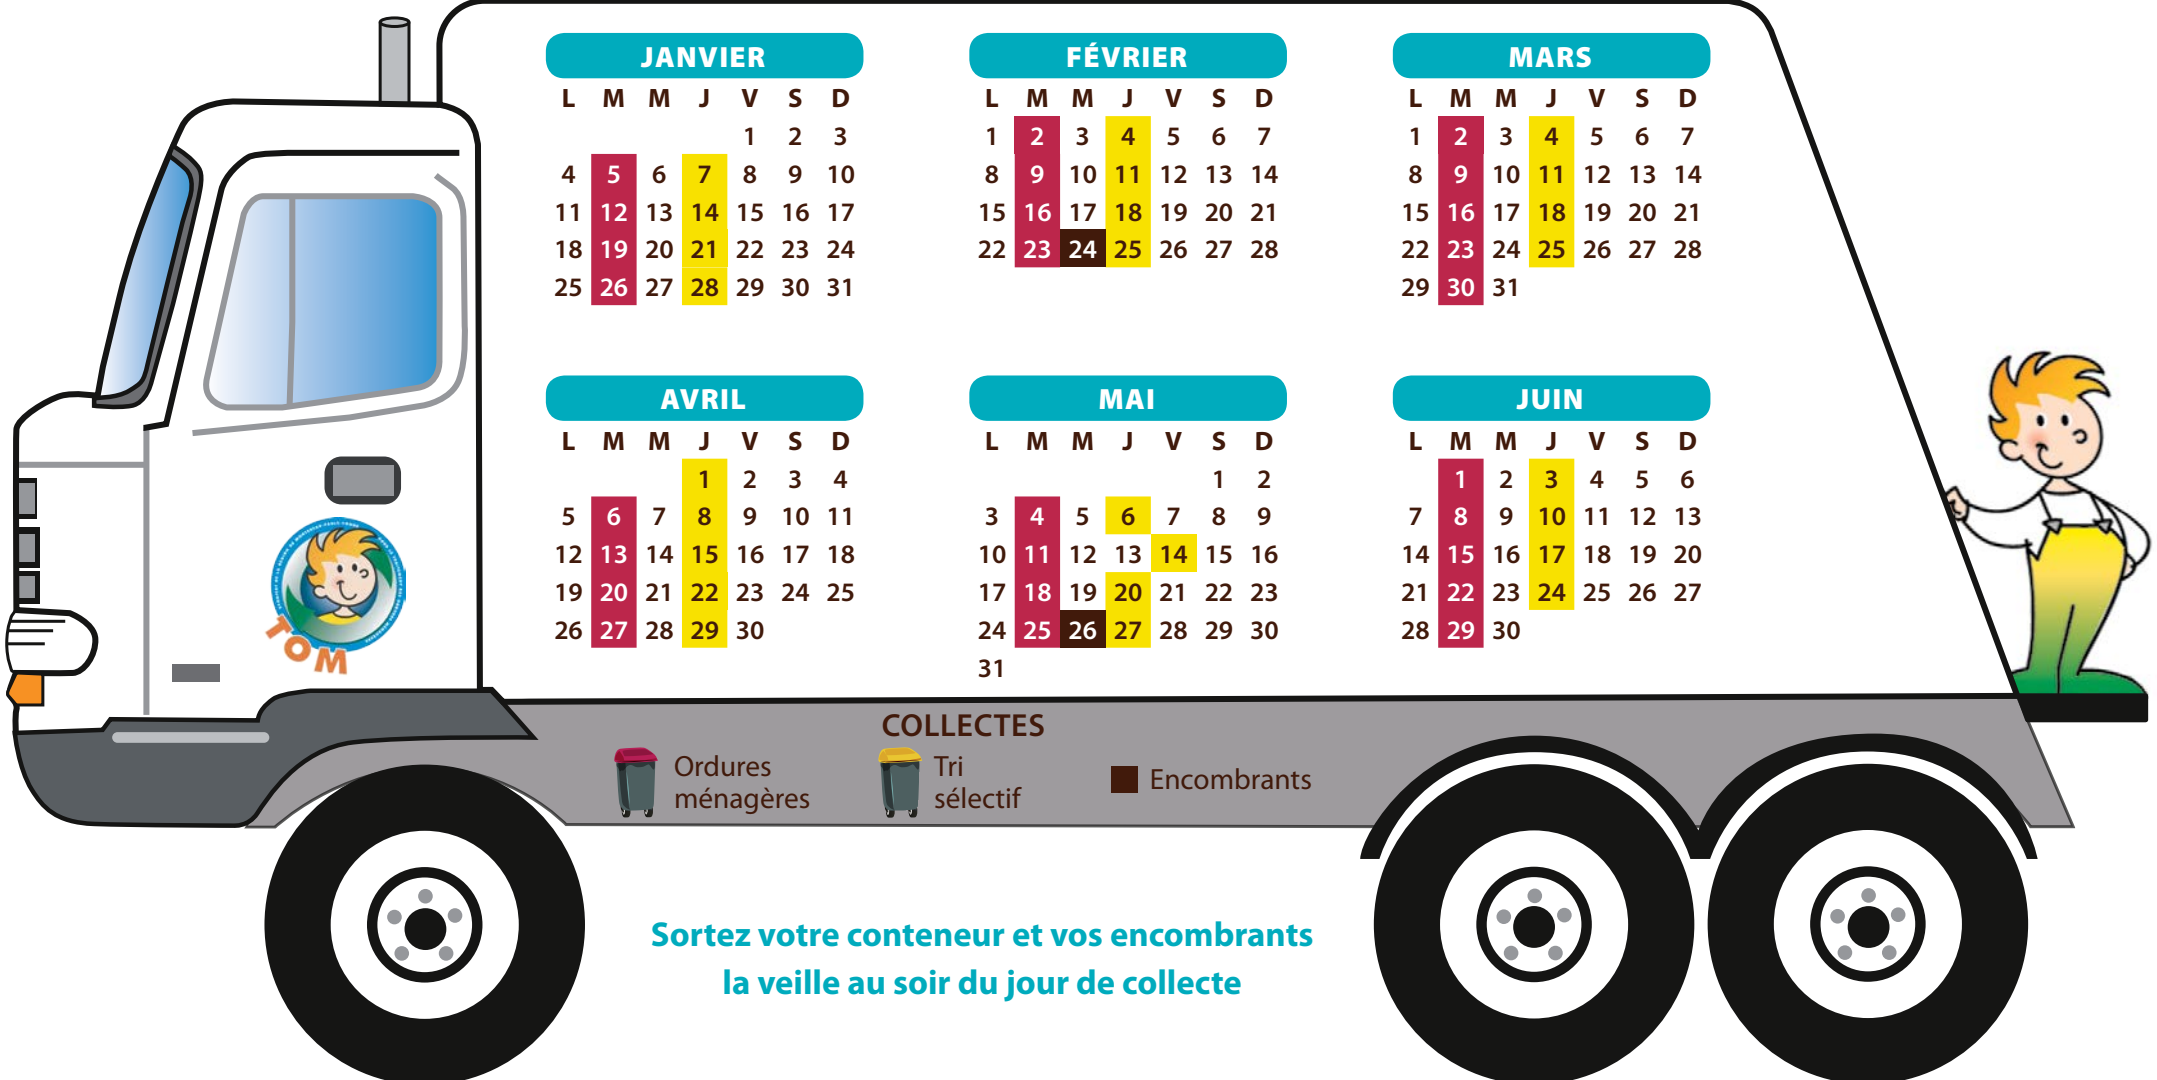 JANVIER
L M M J V S D
1 2 3
4 5 6 7 8 9 10
11 12 13 14 15 16 17
18 19 20 21 22 23 24
25 26 27 28 29 30 31
FÉVRIER
L M M J V S D
1 2 3 4 5 6 7
8 9 10 11 12 13 14
15 16 17 18 19 20 21
22 23 24 25 26 27 28
MARS
L M M J V S D
1 2 3 4 5 6 7
8 9 10 11 12 13 14
15 16 17 18 19 20 21
22 23 24 25 26 27 28
29 30 31
AVRIL
L M M J V S D
1 2 3 4
5 6 7 8 9 10 11
12 13 14 15 16 17 18
19 20 21 22 23 24 25
26 27 28 29 30
MAI
L M M J V S D
1 2
3 4 5 6 7 8 9
10 11 12 13 14 15 16
17 18 19 20 21 22 23
24 25 26 27 28 29 30
31
JUIN
L M M J V S D
1 2 3 4 5 6
7 8 9 10 11 12 13
14 15 16 17 18 19 20
21 22 23 24 25 26 27
28 29 30
TOM
COLLECTES
Ordures
ménagères
Tri
sélectif
Encombrants
Sortez votre conteneur et vos encombrants
la veille au soir du jour de collecte